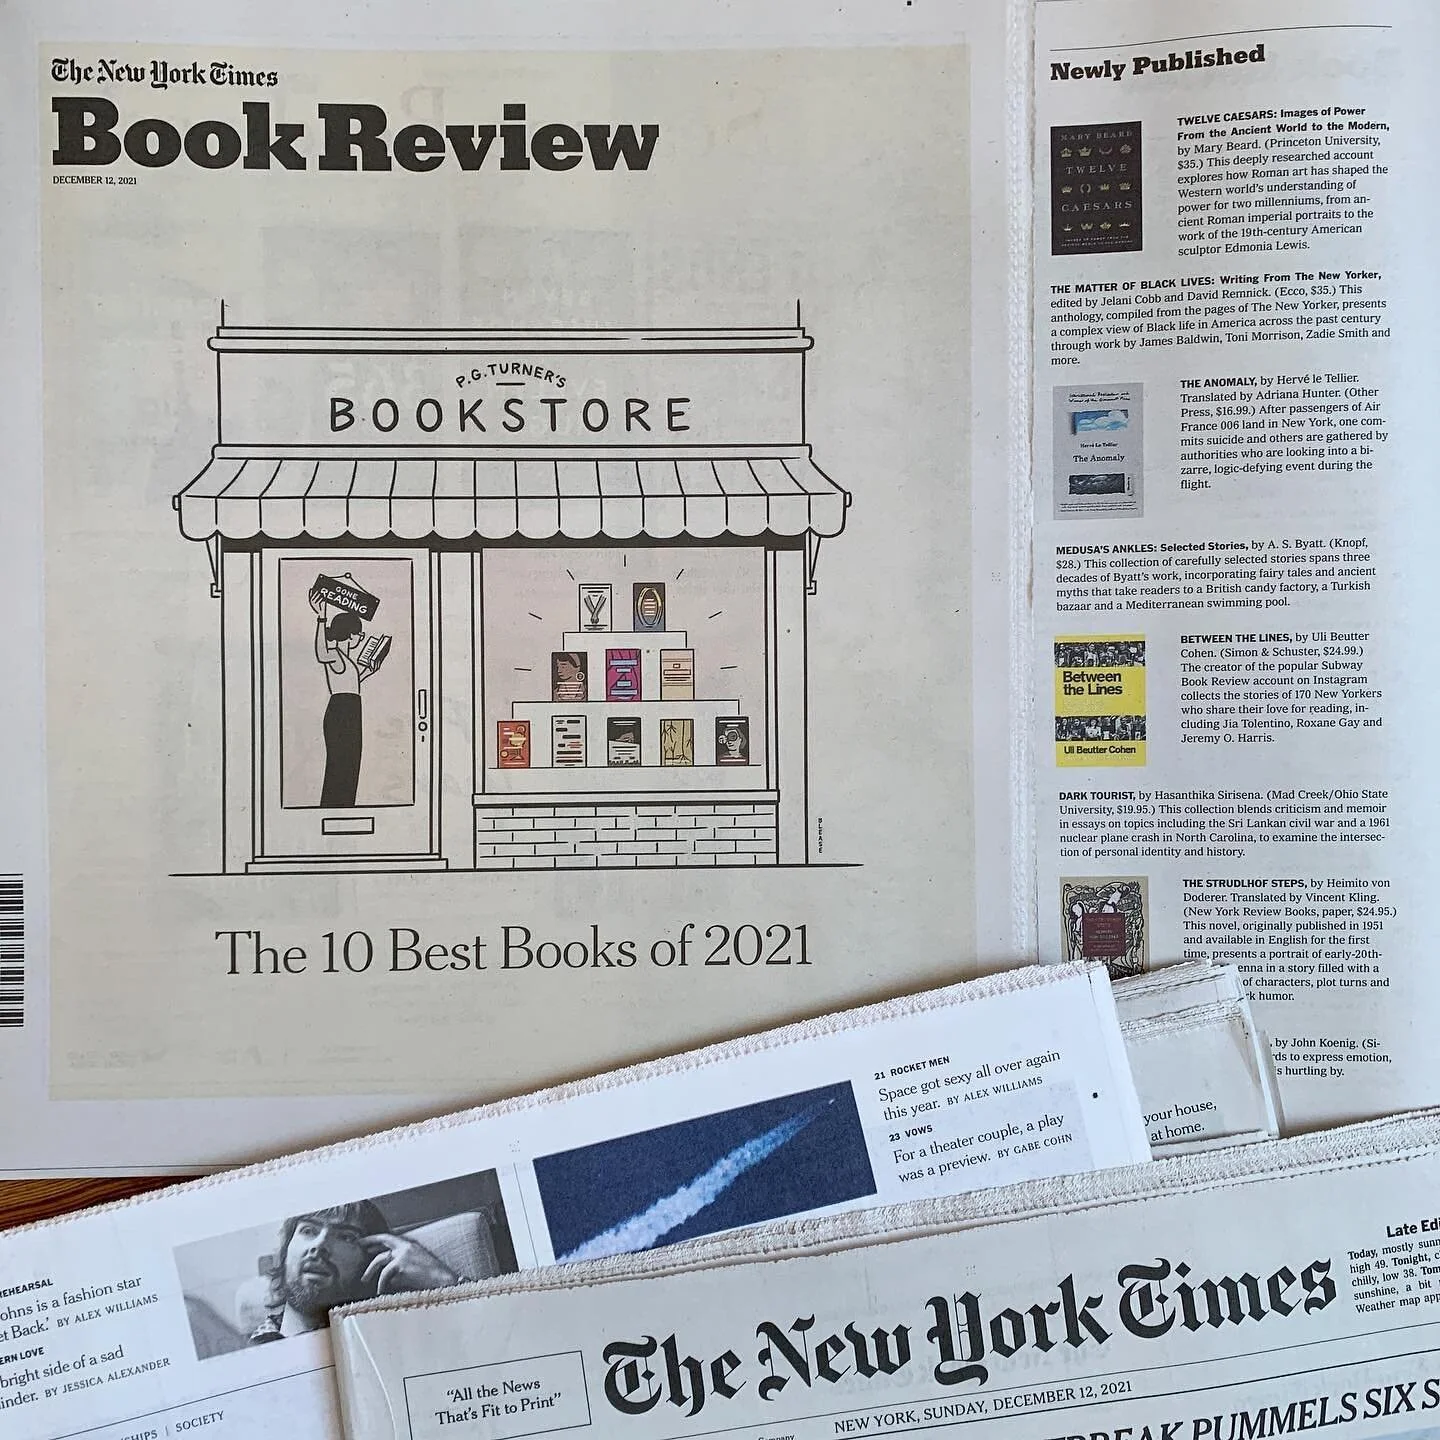 The New York Times
Book Review
DECEMBER 12, 2021
P.G. TURNER'S
BOOKSTORE
GONE
READING
BLEASE
The 10 Best Books of 2021
Newly Published
MARY BEARD
TWELVE
CAESARS
TWELVE CAESARS: Images of Power
From the Ancient World to the Modern,
by Mary Beard. (Princeton University,
$35.) This deeply researched account
explores how Roman art has shaped the
Western world's understanding of
power for two millenniums, from an-
cient Roman imperial portraits to the
work of the 19th-century American
sculptor Edmonia Lewis.
THE MATTER OF BLACK LIVES: Writing From The New Yorker,
edited by Jelani Cobb and David Remnick. (Ecco, $35.) This
anthology, compiled from the pages of The New Yorker, presents
a complex view of Black life in America across the past century
through work by James Baldwin, Toni Morrison, Zadie Smith and
more.
Hervé Le Tellier
The Anomaly
THE ANOMALY, by Hervé le Tellier.
Translated by Adriana Hunter. (Other
Press, $16.99.) After passengers of Air
France 006 land in New York, one com-
mits suicide and others are gathered by
authorities who are looking into a bi-
zarre, logic-defying event during the
flight.
MEDUSA'S ANKLES: Selected Stories, by A. S. Byatt. (Knopf,
$28.) This collection of carefully selected stories spans three
decades of Byatt's work, incorporating fairy tales and ancient
myths that take readers to a British candy factory, a Turkish
bazaar and a Mediterranean swimming pool.
Between
the Lines
Uli Beutter Cohen
BETWEEN THE LINES, by Uli Beutter
Cohen. (Simon & Schuster, $24.99.)
The creator of the popular Subway
Book Review account on Instagram
collects the stories of 170 New Yorkers
who share their love for reading, in-
cluding Jia Tolentino, Roxane Gay and
Jeremy O. Harris.
DARK TOURIST, by Hasanthika Sirisena. (Mad Creek/Ohio State
University, $19.95.) This collection blends criticism and memoir
in essays on topics including the Sri Lankan civil war and a 1961
nuclear plane crash in North Carolina, to examine the intersec-
tion of personal identity and history.
THE STRUDLHOF STEPS, by Heimito von
Doderer. Translated by Vincent Kling.
(New York Review Books, paper, $24.95.)
This novel, originally published in 1951
and available in English for the first
time, presents a portrait of early-20th-
enna in a story filled with a
of characters, plot turns and
rk humor.
, by John Koenig. (Si-
rds to express emotion,
s hurtling by.
your house,
at home.
21 ROCKET MEN
Space got sexy all over again
this year. BY ALEX WILLIAMS
23 VOWS
For a theater couple, a play
was a preview. BY GABE COHN
REHEARSAL
ohns is a fashion star
et Back.' BY ALEX WILLIAMS
ERN LOVE
bright side of a sad
inder. BY JESSICA ALEXANDER
SHIPS | SOCIETY
"All the News
That's Fit to Print"
The New York Times
Late Edi
Today, mostly sunn
high 49. Tonight, c
chilly, low 38. Tom
sunshine, a bit
Weather map app
Company
NEW YORK, SUNDAY, DECEMBER 12, 2021
TBREAK PUMMELS SIX S